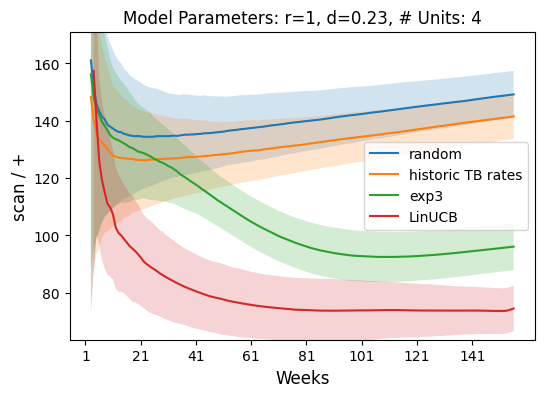 Model Parameters: r=1, d=0.23, # Units: 4
scan / +
160
140
120
100
80
random
historic TB rates
exp3
LinUCB
1 21 41 61 81 101 121 141
Weeks